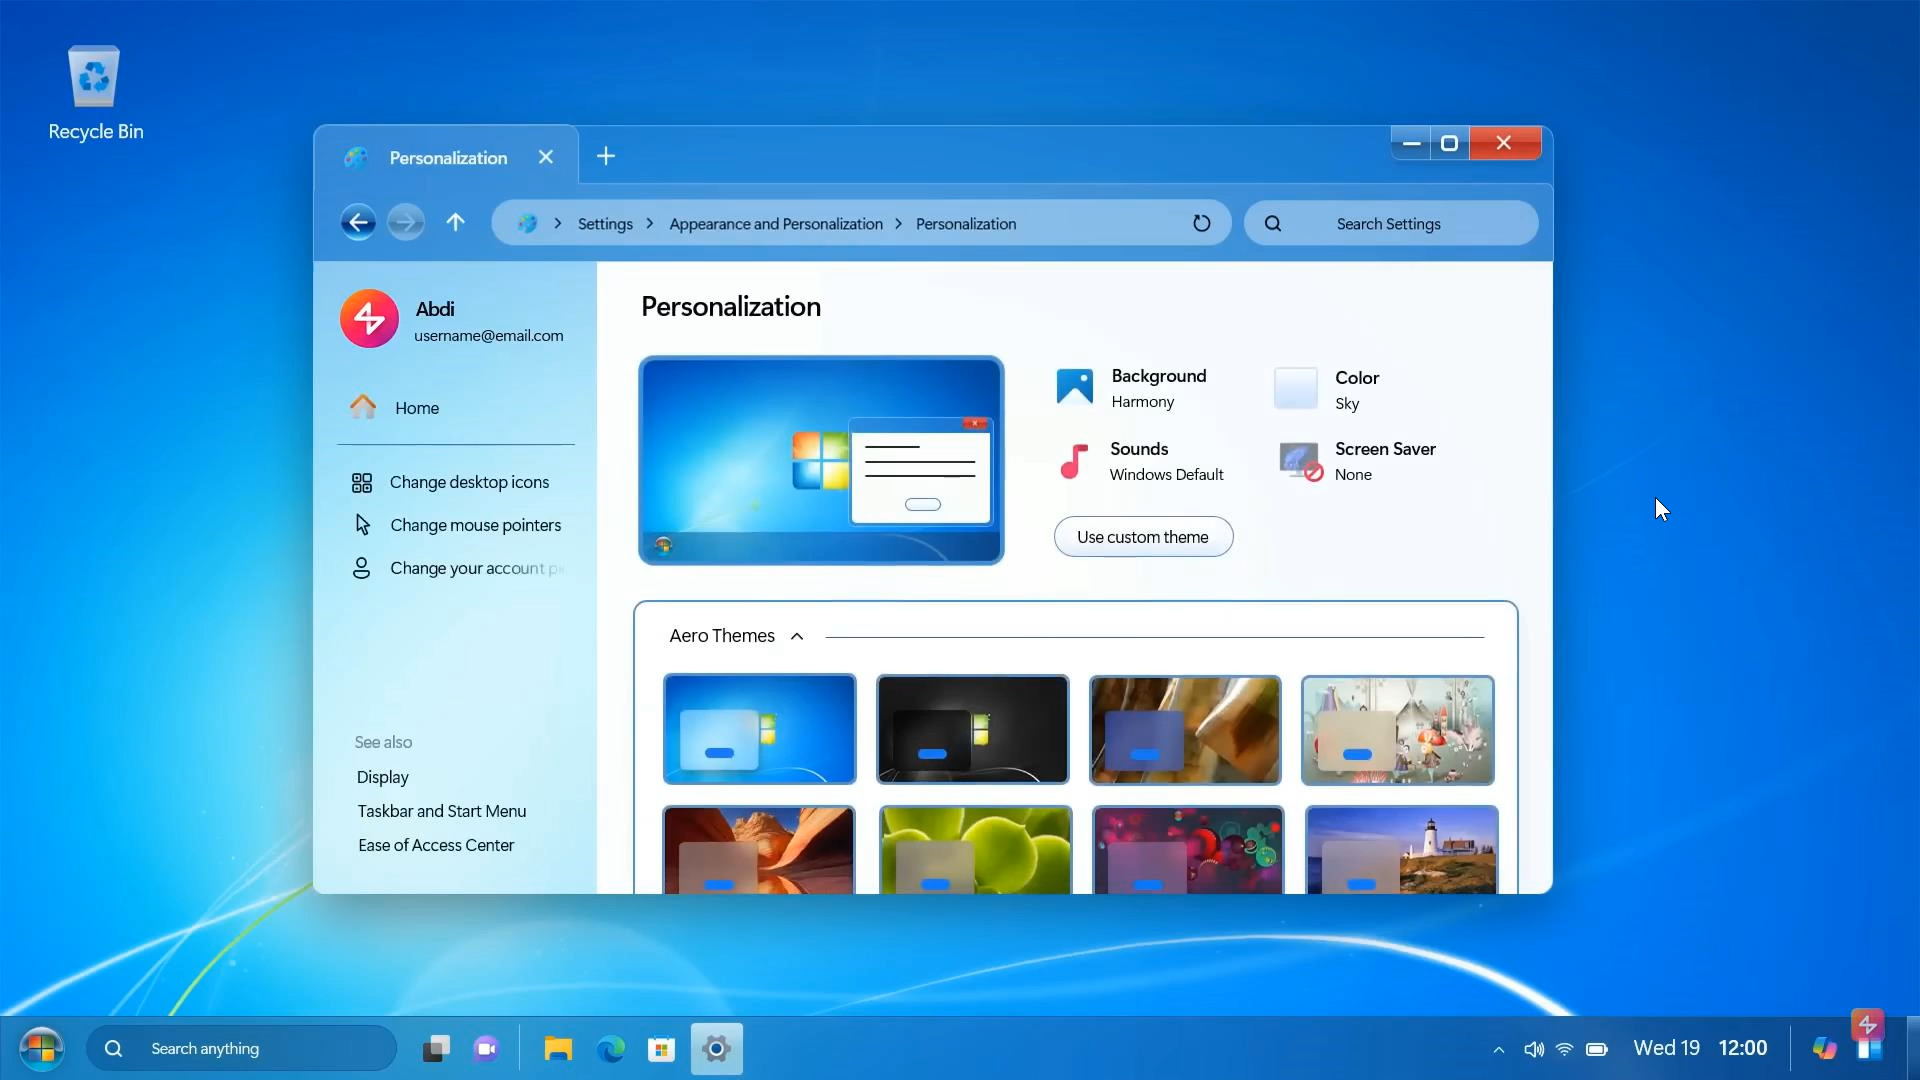 Recycle Bin
Personalization
Settings
Appearance and Personalization
Personalization
Search Settings
Abdi
username@email.com
Home
Change desktop icons
Change mouse pointers
Change your account
See also
Display
Taskbar and Start Menu
Ease of Access Center
Personalization
Background
Harmony
Color
Sky
Sounds
Windows Default
Screen Saver
None
Use custom theme
Aero Themes
Search anything
Wed 19 12:00